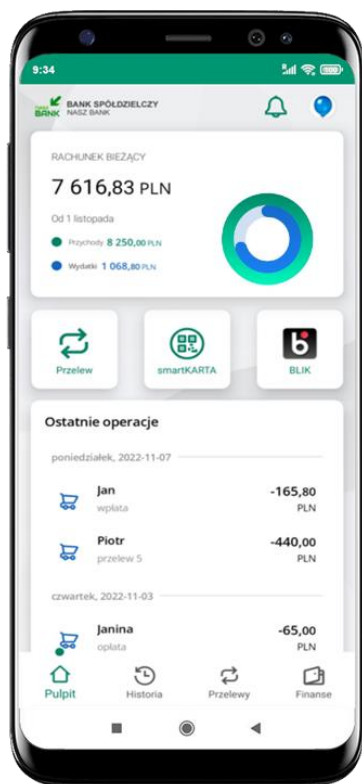 9:34
NASZ BANK
BANK SPÓŁDZIELCZY
NASZ BANK
RACHUNEK BIEŻĄCY
7 616,83 PLN
Od 1 listopada
Przychody 8 250,00 PLN
Wydatki 1 068,80 PLN
Przelew
smartKARTA
BLIK
Ostatnie operacje
poniedziałek, 2022-11-07
Jan -165,80
wpłata PLN
Piotr -440,00
przelew 5 PLN
czwartek, 2022-11-03
Janina -65,00
opłata PLN
Pulpit Historia Przelewy Finanse